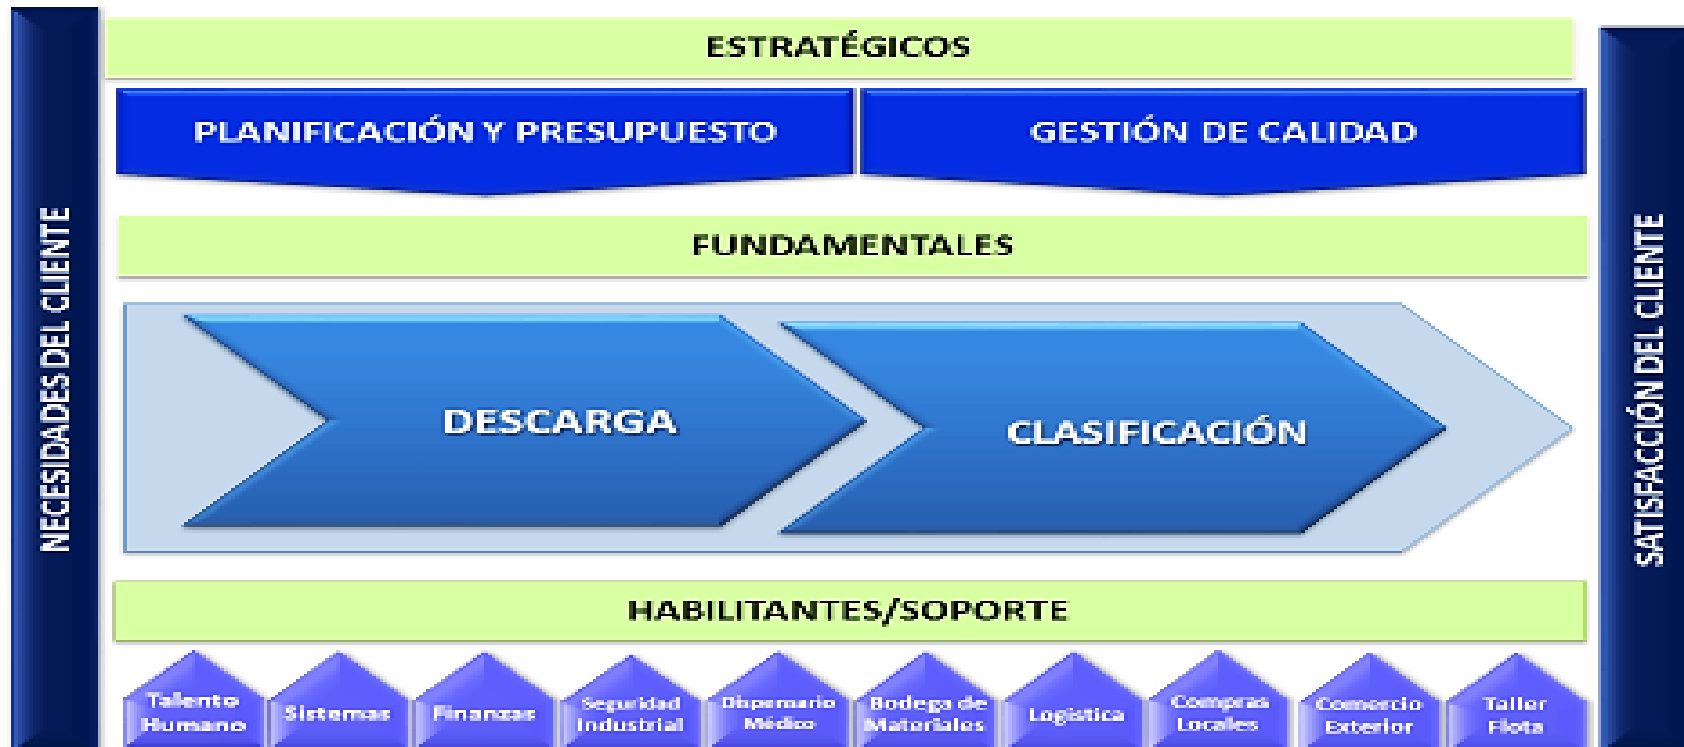 ESTRATÉGICOS
PLANIFICACIÓN Y PRESUPUESTO
GESTIÓN DE CALIDAD
NECESIDADES DEL CLIENTE
FUNDAMENTALES
DESCARGA
CLASIFICACIÓN
SATISFACCIÓN DEL CLIENTE
HABILITANTES/SOPORTE
Talento
Humano
Sistemas
Finanzas
Seguridad
Industrial
Dispensario
Médico
Bodega de
Materiales
Logística
Compras
Locales
Comercio
Exterior
Taller
Flota